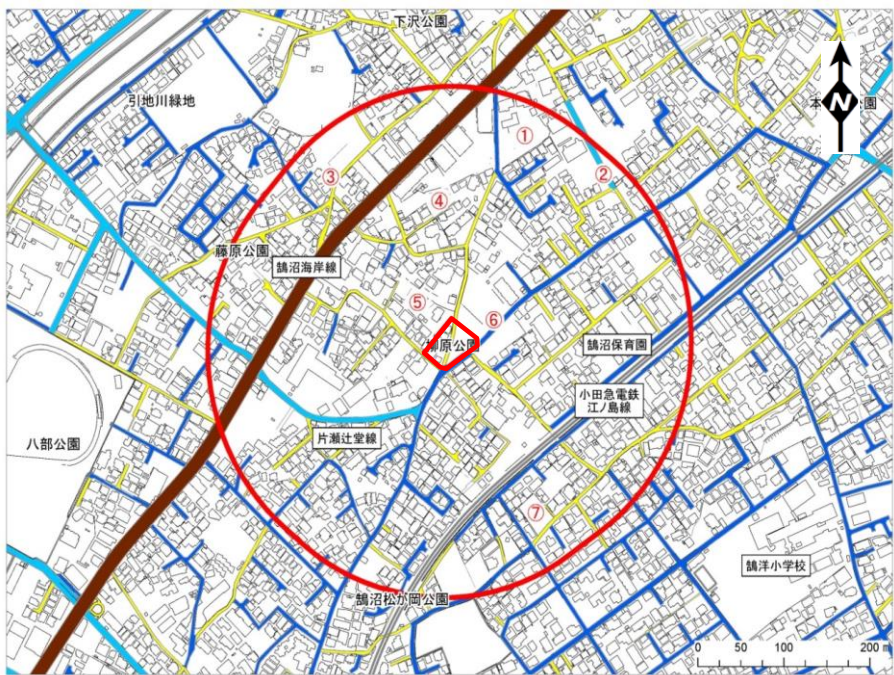 下沢公園
引地川緑地
N
本
公園
①
②
③
④
藤原公園
鵠沼海岸線
⑤
⑥
柳原公園
鵠沼保育園
小田急電鉄
江ノ島線
八部公園
片瀬辻堂線
⑦
鵠洋小学校
鵠沼松が岡公園
0 50 100 150 200 m